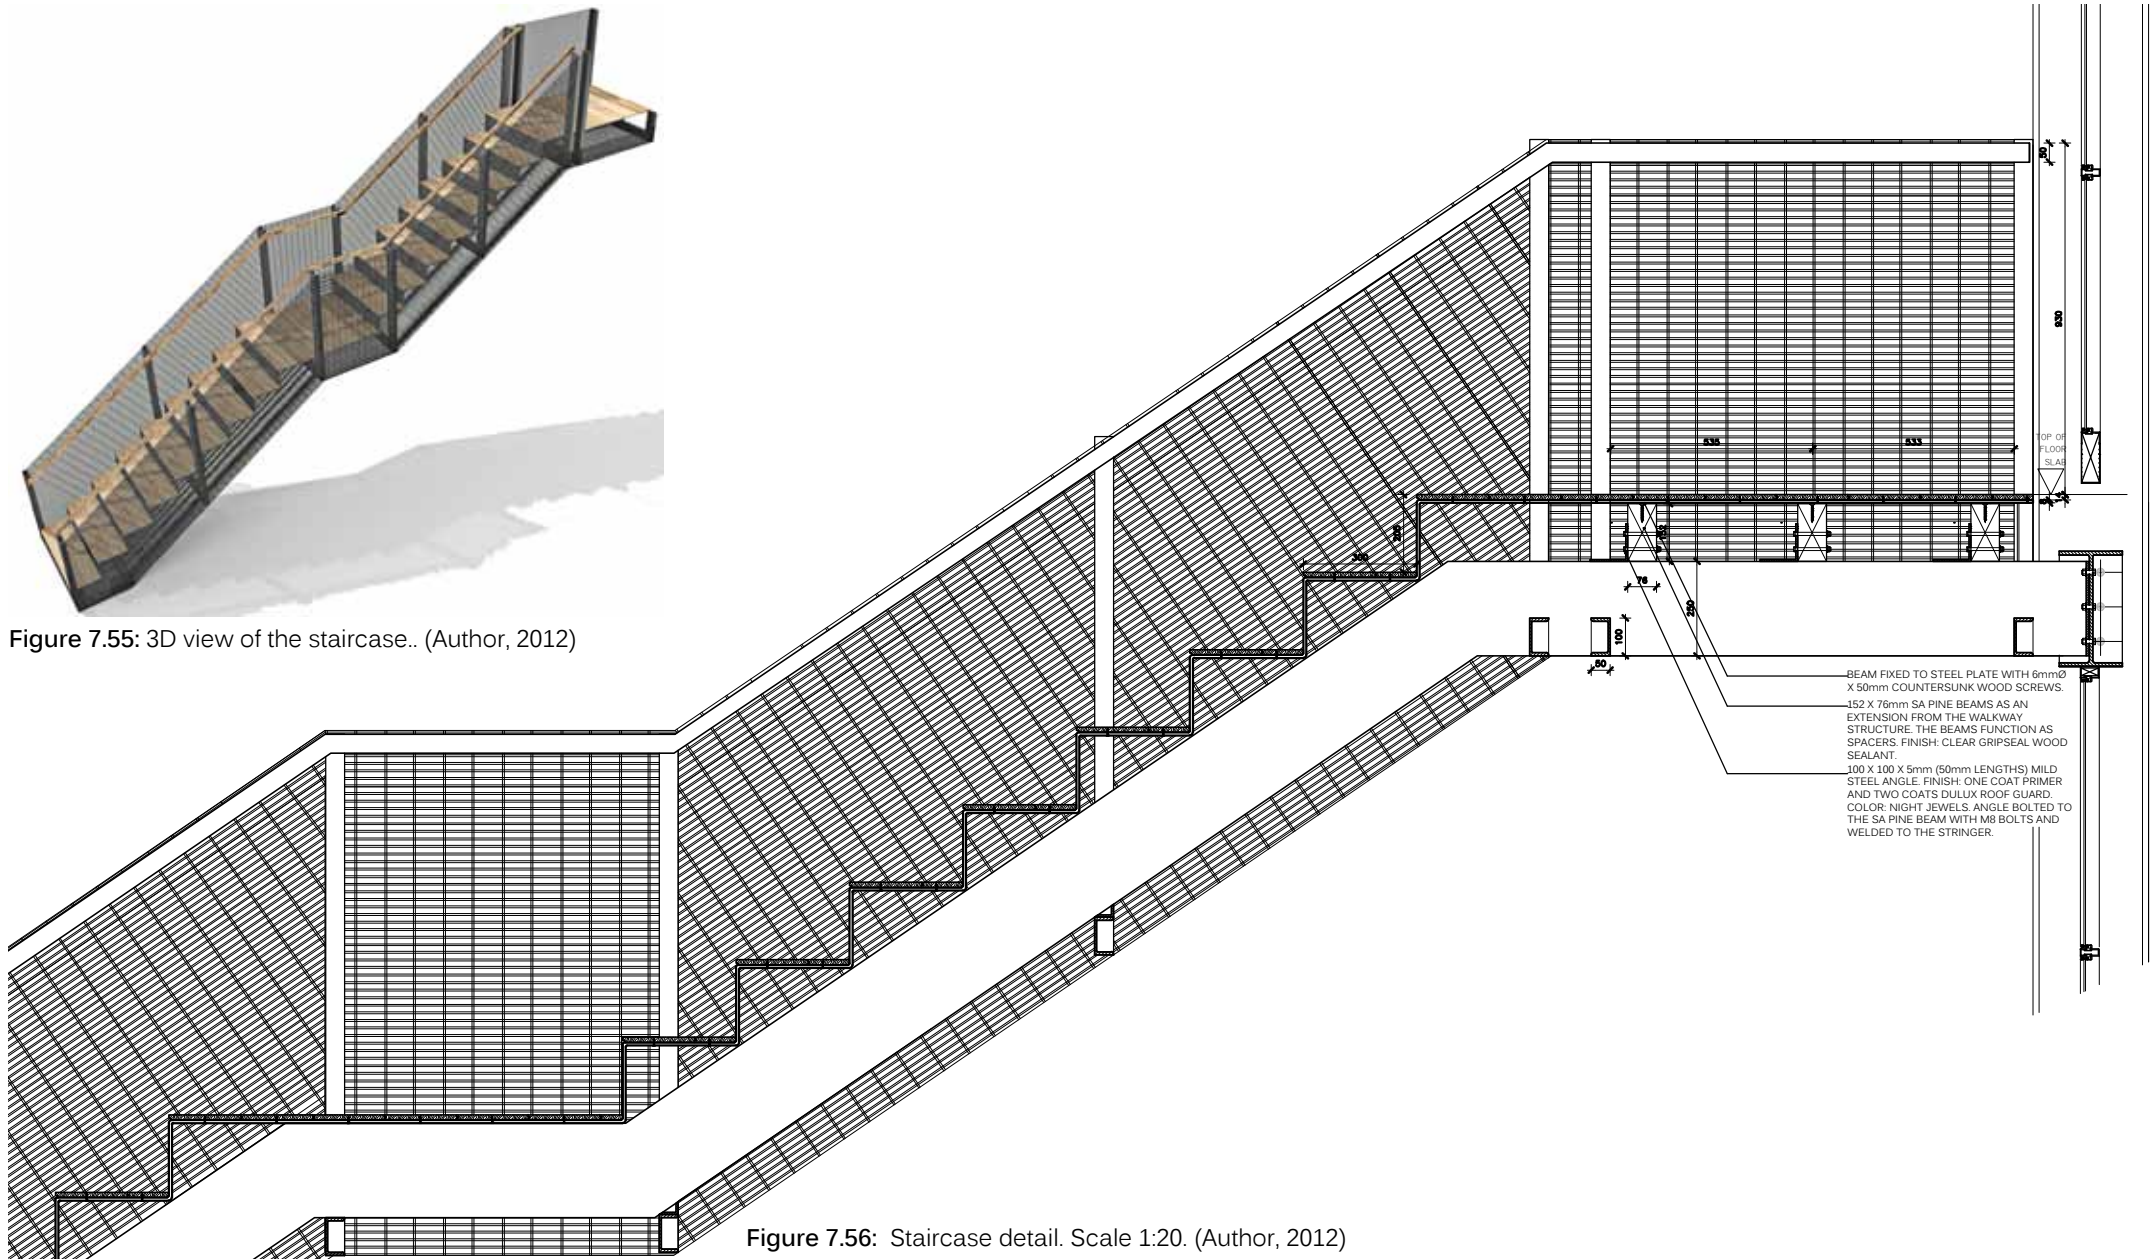 Figure 7.55: 3D view of the staircase.. (Author, 2012)
50
930
535
533
TOP OF
FLOOR
SLAB
205
300
152
76
250
100
50
BEAM FIXED TO STEEL PLATE WITH 6mmØ
X 50mm COUNTERSUNK WOOD SCREWS.
152 X 76mm SA PINE BEAMS AS AN
EXTENSION FROM THE WALKWAY
STRUCTURE. THE BEAMS FUNCTION AS
SPACERS. FINISH: CLEAR GRIPSEAL WOOD
SEALANT.
100 X 100 X 5mm (50mm LENGTHS) MILD
STEEL ANGLE. FINISH: ONE COAT PRIMER
AND TWO COATS DULUX ROOF GUARD.
COLOR: NIGHT JEWELS. ANGLE BOLTED TO
THE SA PINE BEAM WITH M8 BOLTS AND
WELDED TO THE STRINGER.
Figure 7.56: Staircase detail. Scale 1:20. (Author, 2012)